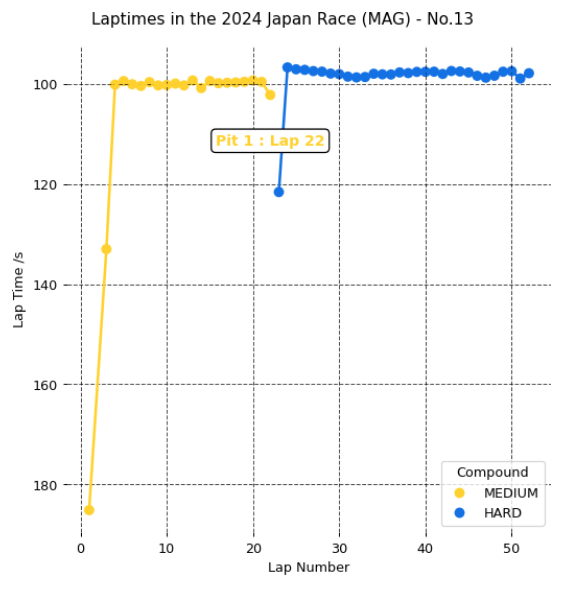 Laptimes in the 2024 Japan Race (MAG) - No.13
Lap Time /s
100
120
140
160
180
Pit 1 : Lap 22
Compound
MEDIUM
HARD
0 10 20 30 40 50
Lap Number